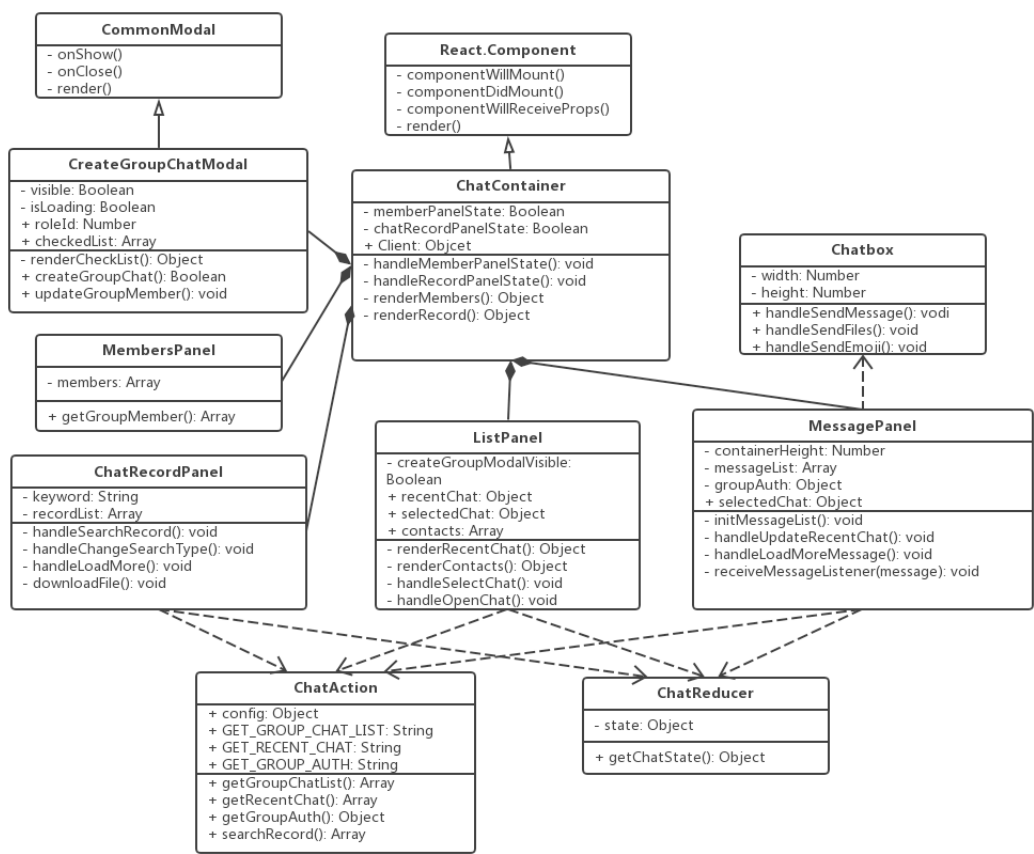 CommonModal
- onShow()
- onClose()
- render()
React.Component
- componentWillMount()
- componentDidMount()
- componentWillReceiveProps()
- render()
CreateGroupChatModal
- visible: Boolean
- isLoading: Boolean
+ roleId: Number
+ checkedList: Array
- renderCheckList(): Object
+ createGroupChat(): Boolean
+ updateGroupMember(): void
ChatContainer
- memberPanelState: Boolean
- chatRecordPanelState: Boolean
+ Client: Objcet
- handleMemberPanelState(): void
- handleRecordPanelState(): void
- renderMembers(): Object
- renderRecord(): Object
Chatbox
- width: Number
- height: Number
+ handleSendMessage(): vodi
+ handleSendFiles(): void
+ handleSendEmoji(): void
MembersPanel
- members: Array
+ getGroupMember(): Array
ChatRecordPanel
- keyword: String
- recordList: Array
- handleSearchRecord(): void
- handleChangeSearchType(): void
- handleLoadMore(): void
- downloadFile(): void
ListPanel
- createGroupModalVisible:
Boolean
+ recentChat: Object
+ selectedChat: Object
+ contacts: Array
- renderRecentChat(): Object
- renderContacts(): Object
- handleSelectChat(): void
- handleOpenChat(): void
MessagePanel
- containerHeight: Number
- messageList: Array
- groupAuth: Object
+ selectedChat: Object
- initMessageList(): void
- handleUpdateRecentChat(): void
- handleLoadMoreMessage(): void
- receiveMessageListener(message): void
ChatAction
+ config: Object
+ GET_GROUP_CHAT_LIST: String
+ GET_RECENT_CHAT: String
+ GET_GROUP_AUTH: String
+ getGroupChatList(): Array
+ getRecentChat(): Array
+ getGroupAuth(): Object
+ searchRecord(): Array
ChatReducer
- state: Object
+ getChatState(): Object